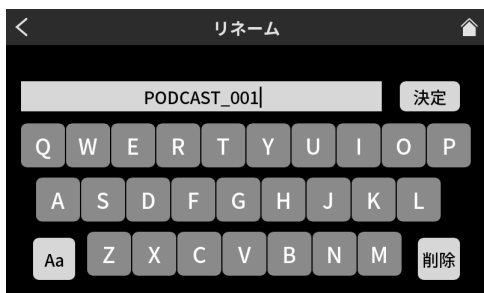 リネーム
PODCAST_001
決定
Q W E R T Y U I O P
A S D F G H J K L
Aa Z X C V B N M 削除